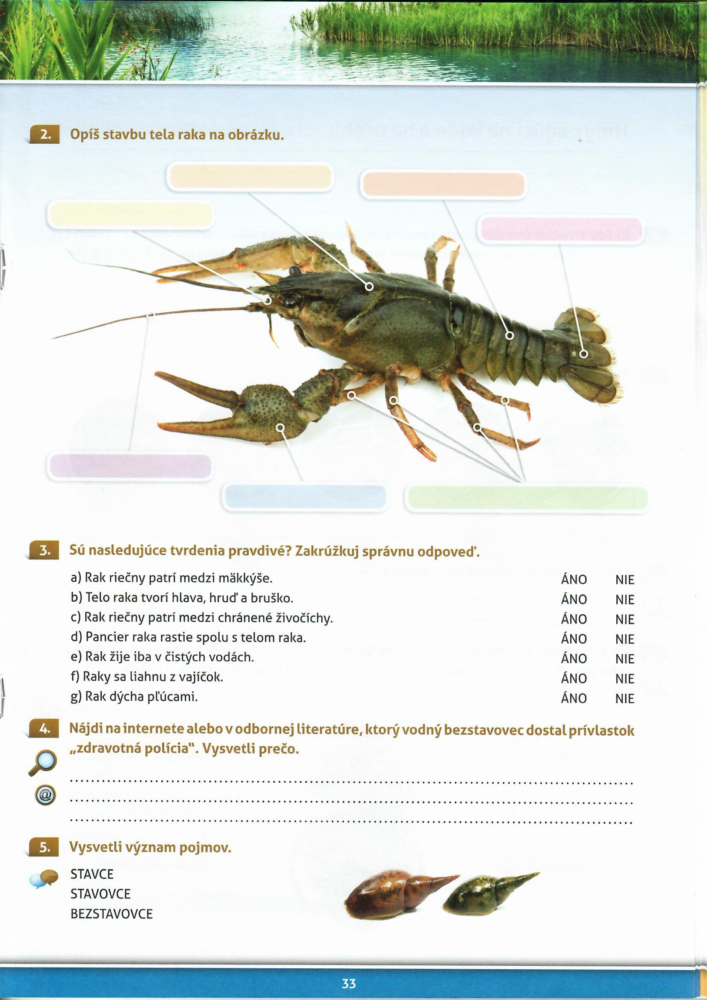 2. Opíš stavbu tela raka na obrázku.
3. Sú nasledujúce tvrdenia pravdivé? Zakrúžkuj správnu odpoveď.
a) Rak riečny patrí medzi mäkkýše. ÁNO NIE
b) Telo raka tvorí hlava, hruď a bruško. ÁNO NIE
c) Rak riečny patrí medzi chránené živočíchy. ÁNO NIE
d) Pancier raka rastie spolu s telom raka. ÁNO NIE
e) Rak žije iba v čistých vodách. ÁNO NIE
f) Raky sa liahnu z vajíčok. ÁNO NIE
g) Rak dýcha pľúcami. ÁNO NIE
4. Nájdi na internete alebo v odbornej literatúre, ktorý vodný bezstavovec dostal prívlastok
„zdravotná polícia“. Vysvetli prečo.
@
5. Vysvetli význam pojmov.
STAVCE
STAVOVCE
BEZSTAVOVCE
33